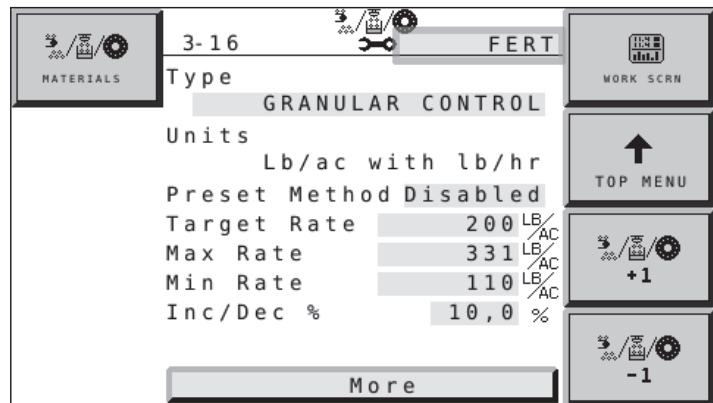 MATERIALS
3-16
FERT
Type
GRANULAR CONTROL
Units
Lb/ac with lb/hr
Preset Method Disabled
Target Rate 200 LB/AC
Max Rate 331 LB/AC
Min Rate 110 LB/AC
Inc/Dec % 10,0 %
More
WORK SCRN
TOP MENU
+1
-1